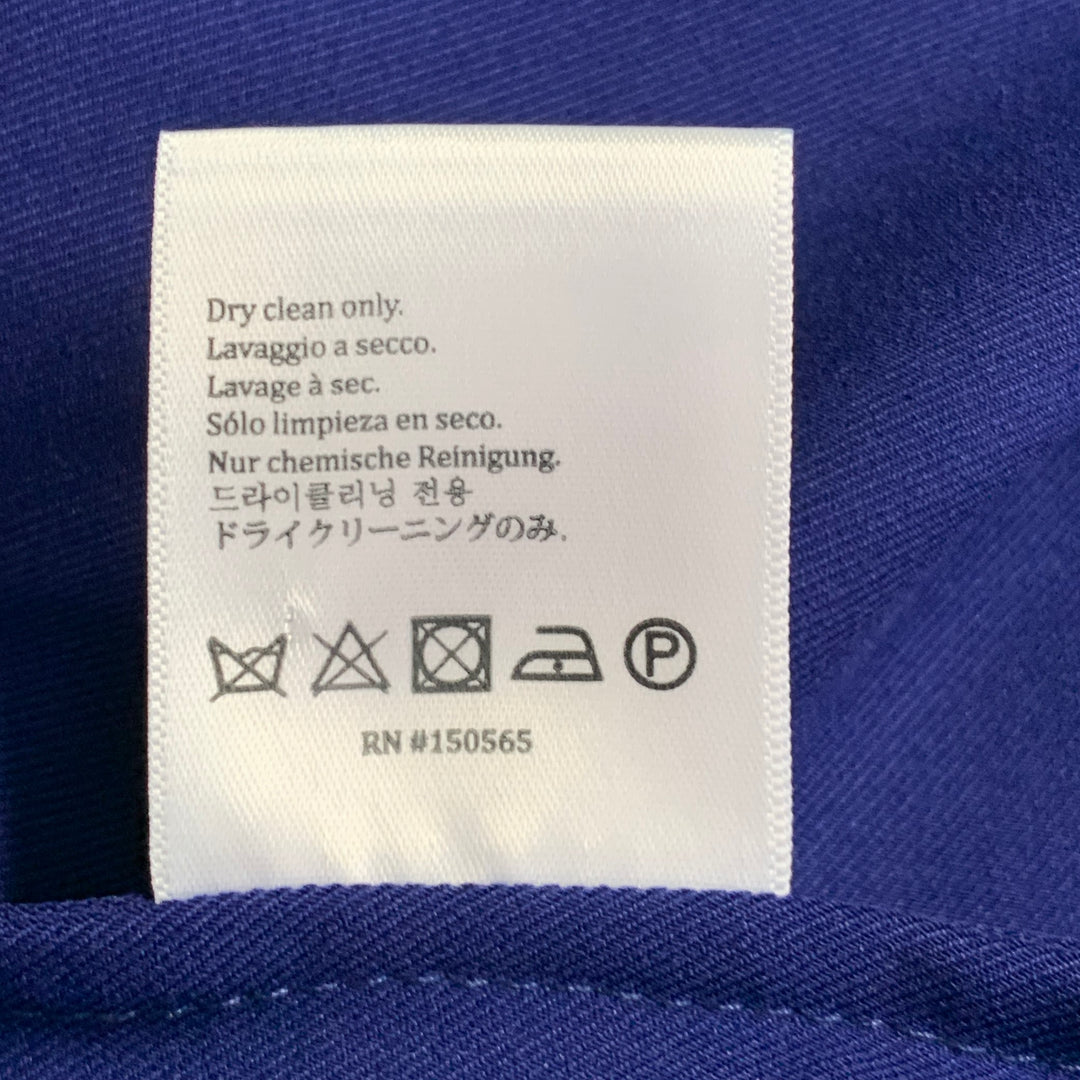 Dry clean only.
Lavaggio a secco.
Lavage à sec.
Sólo limpieza en seco.
Nur chemische Reinigung.
드라이클리닝 전용
ドライクリーニングのみ.
P
RN #150565